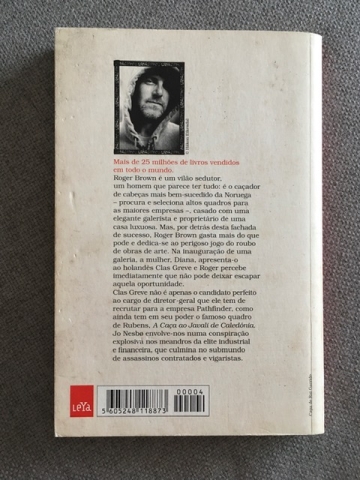 Mais de 25 milhões de livros vendidos
em todo o mundo.
Roger Brown é um vilão sedutor,
um homem que parece ter tudo: é o caçador
de cabeças mais bem-sucedido da Noruega
– procura e seleciona altos quadros para
as maiores empresas –, casado com uma
elegante galerista e proprietário de uma
casa luxuosa. Mas, por detrás desta fachada
de sucesso, Roger Brown gasta mais do que
pode e dedica-se ao perigoso jogo do roubo
de obras de arte. Na inauguração de uma
galeria, a mulher, Diana, apresenta-o
ao holandês Clas Greve e Roger percebe
imediatamente que não pode deixar escapar
aquela oportunidade.
Clas Greve não é apenas o candidato perfeito
ao cargo de diretor-geral que ele tem de
recrutar para a empresa Pathfinder, como
ainda tem em seu poder o famoso quadro
de Rubens, A Caça ao Javali de Caledónia.
Jo Nesbø envolve-nos numa conspiração
explosiva nos meandros da elite industrial
e financeira, que culmina no submundo
de assassinos contratados e vigaristas.
LeYa
00004
5 605248 118873